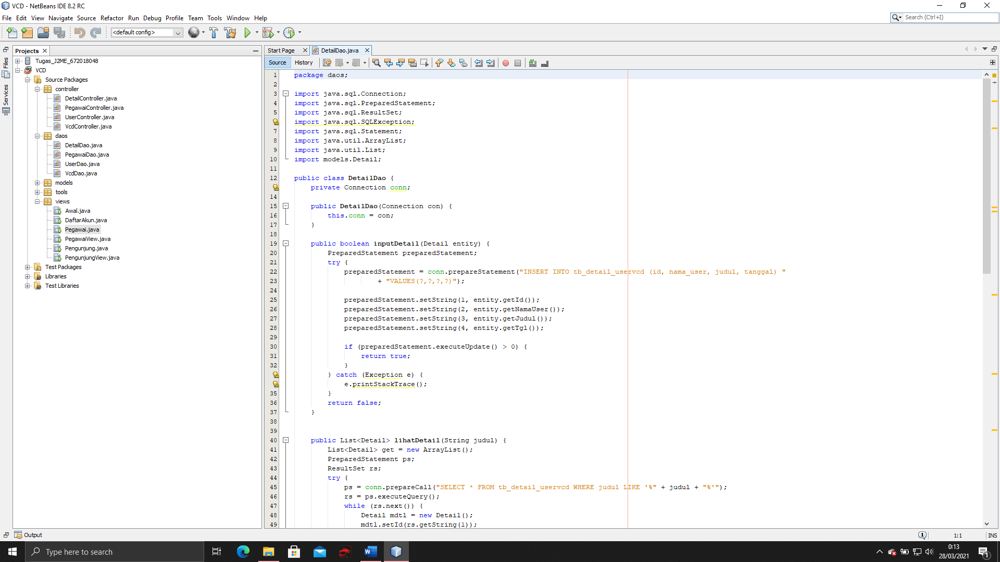 VCD - NetBeans IDE 8.2 RC
File Edit View Navigate Source Refactor Run Debug Profile Team Tools Window Help
Search (Ctrl+I)
<default config>
Files
Services
Projects
Tugas_J2ME_672018048
VCD
Source Packages
controller
DetailController.java
PegawaiController.java
UserController.java
VcdController.java
daos
DetailDao.java
PegawaiDao.java
UserDao.java
VcdDao.java
models
tools
views
Awal.java
DaftarAkun.java
Pegawai.java
PegawaiView.java
Pengunjung.java
PengunjungView.java
Test Packages
Libraries
Test Libraries
Start Page DetailDao.java
Source History
1 package daos;
2
3 import java.sql.Connection;
4 import java.sql.PreparedStatement;
5 import java.sql.ResultSet;
import java.sql.SQLException;
7 import java.sql.Statement;
8 import java.util.ArrayList;
9 import java.util.List;
10 import models.Detail;
11
12 public class DetailDao {
private Connection conn;
14
15 public DetailDao(Connection con) {
16 this.conn = con;
17 }
18
19 public boolean inputDetail(Detail entity) {
20 PreparedStatement preparedStatement;
21 try {
22 preparedStatement = conn.prepareStatement("INSERT INTO tb_detail_uservcd (id, nama_user, judul, tanggal) "
23 + "VALUES(?,?,?,?)");
24
25 preparedStatement.setString(1, entity.getId());
26 preparedStatement.setString(2, entity.getNamaUser());
27 preparedStatement.setString(3, entity.getJudul());
28 preparedStatement.setString(4, entity.getTgl());
29
30 if (preparedStatement.executeUpdate() > 0) {
31 return true;
32 }
} catch (Exception e) {
e.printStackTrace();
35 }
36 return false;
37 }
38
39
40 public List<Detail> lihatDetail(String judul) {
41 List<Detail> get = new ArrayList();
42 PreparedStatement ps;
43 ResultSet rs;
44 try {
45 ps = conn.prepareCall("SELECT * FROM tb_detail_uservcd WHERE judul LIKE '%" + judul + "%'");
46 rs = ps.executeQuery();
47 while (rs.next()) {
48 Detail mdtl = new Detail();
49 mdtl.setId(rs.getString(1));
Output
1
1:1 INS
Type here to search
0:13
28/03/2021
1